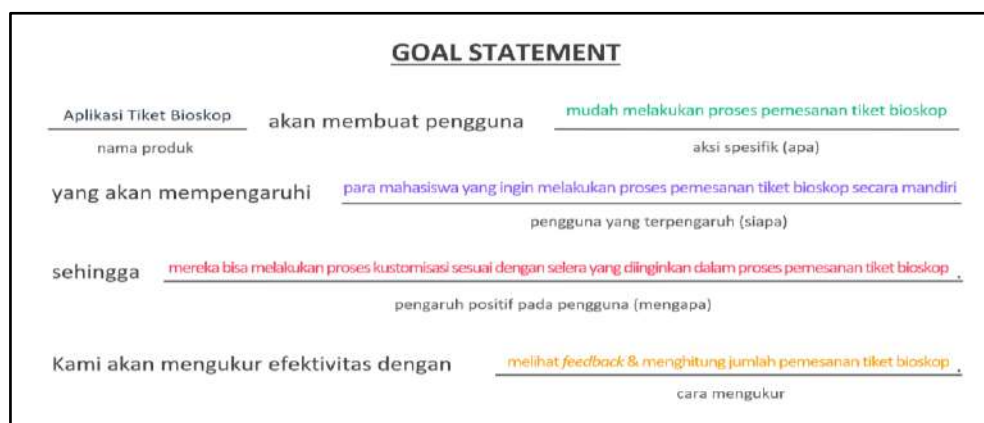 GOAL STATEMENT
Aplikasi Tiket Bioskop akan membuat pengguna mudah melakukan proses pemesanan tiket bioskop
nama produk aksi spesifik (apa)
yang akan mempengaruhi para mahasiswa yang ingin melakukan proses pemesanan tiket bioskop secara mandiri
pengguna yang terpengaruh (siapa)
sehingga mereka bisa melakukan proses kustomisasi sesuai dengan selera yang diinginkan dalam proses pemesanan tiket bioskop .
pengaruh positif pada pengguna (mengapa)
Kami akan mengukur efektivitas dengan melihat feedback & menghitung jumlah pemesanan tiket bioskop .
cara mengukur